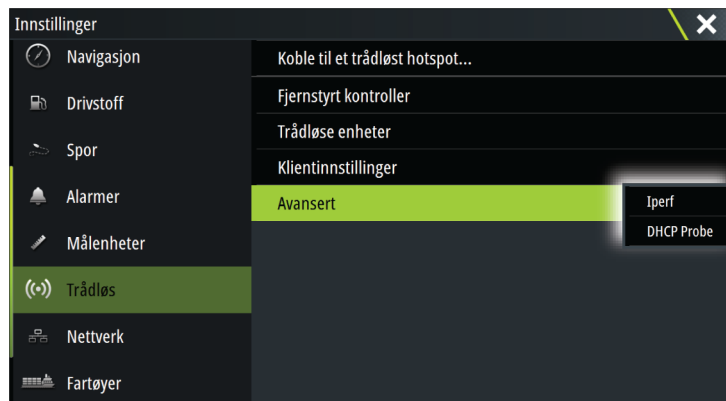 Innstillinger
Navigasjon
Drivstoff
Spor
Alarmer
Målenheter
Trådløs
Nettverk
Fartøyer
Koble til et trådløst hotspot...
Fjernstyrt kontroller
Trådløse enheter
Klientinnstillinger
Avansert
Iperf
DHCP Probe